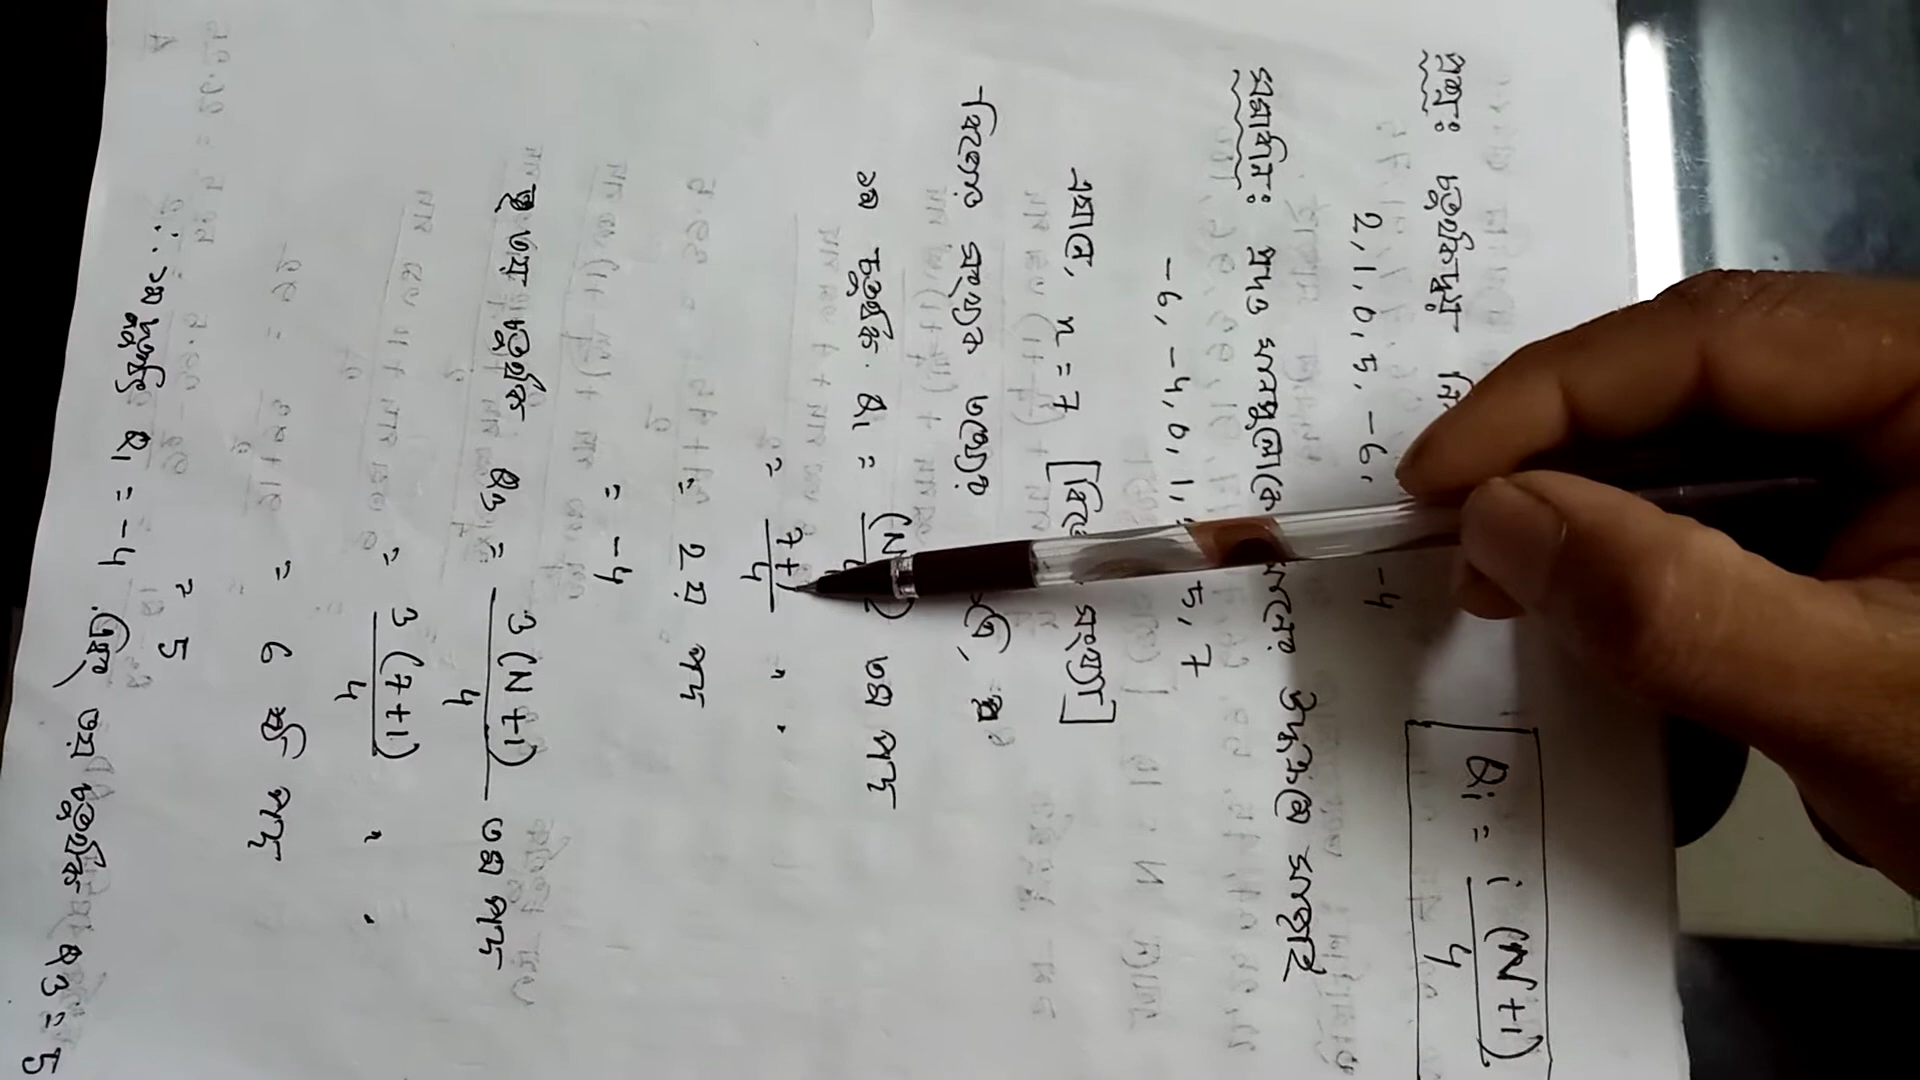 প্রশ্ন: চতুর্থকদ্বয় নি
2, 1, 0, 5, -6, -4
Qi = i (N+1) / 4
সমাধান: প্রদত্ত মানগুলোকে মানের ঊর্ধ্বক্রমে সাজাই
-6, -4, 0, 1, 5, 7
এখানে, n = 7 [ সংখ্যা]
বিজোড় সংখ্যক হওয়ায়
১ম চতুর্থক Q₁ = (N / 4 তম পদ
= 7+1 / 4 " "
= 2 য় পদ
= -4
৩য় চতুর্থক Q3 = 3 (N+1) / 4 তম পদ
= 3 (7+1) / 4 " "
= 6 ষ্ঠ পদ
= 5
∴ ১ম চতুর্থক Q₁ = -4 এবং ৩য় চতুর্থক Q3 = 5